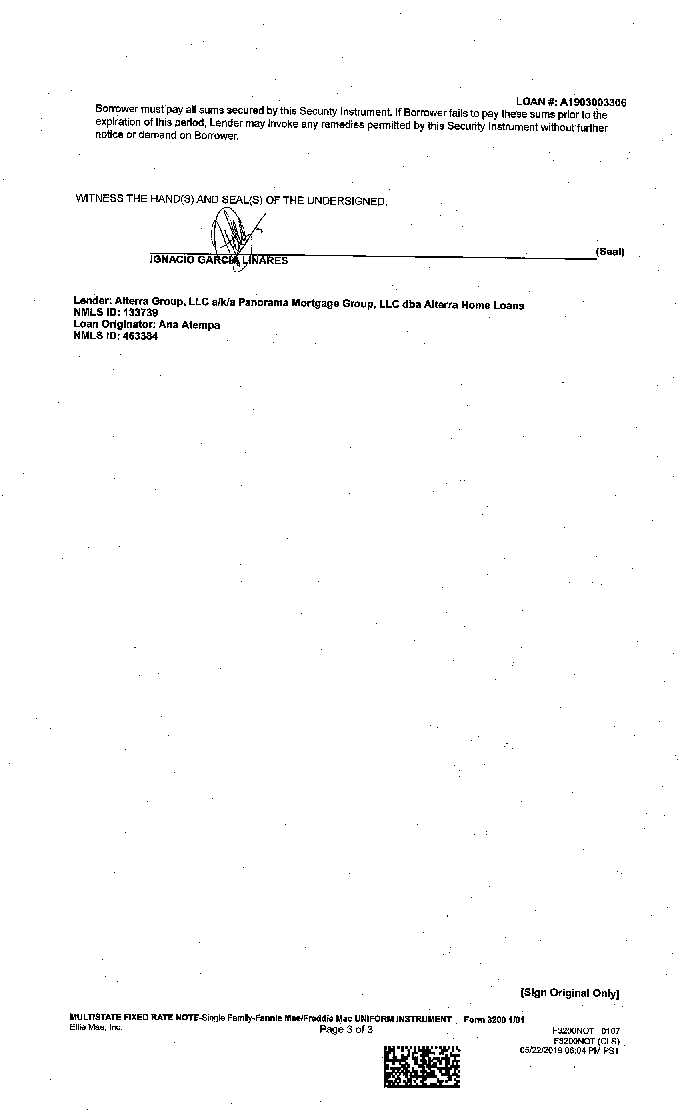 LOAN #: A1903003306
Borrower must pay all sums secured by this Security Instrument. If Borrower fails to pay these sums prior to the
expiration of this period, Lender may invoke any remedies permitted by this Security Instrument without further
notice or demand on Borrower.
WITNESS THE HAND(S) AND SEAL(S) OF THE UNDERSIGNED.
(Seal)
IGNACIO GARCIA LINARES
Lender: Alterra Group, LLC a/k/a Panorama Mortgage Group, LLC dba Alterra Home Loans
NMLS ID: 133739
Loan Originator: Ana Atempa
NMLS ID: 463384
[Sign Original Only]
MULTISTATE FIXED RATE NOTE-Single Family-Fannie Mae/Freddie Mac UNIFORM INSTRUMENT Form 3200 1/01
Ellie Mae, Inc.
Page 3 of 3
F3200NOT 0107
F3200NOT (CLS)
05/22/2019 06:04 PM PST